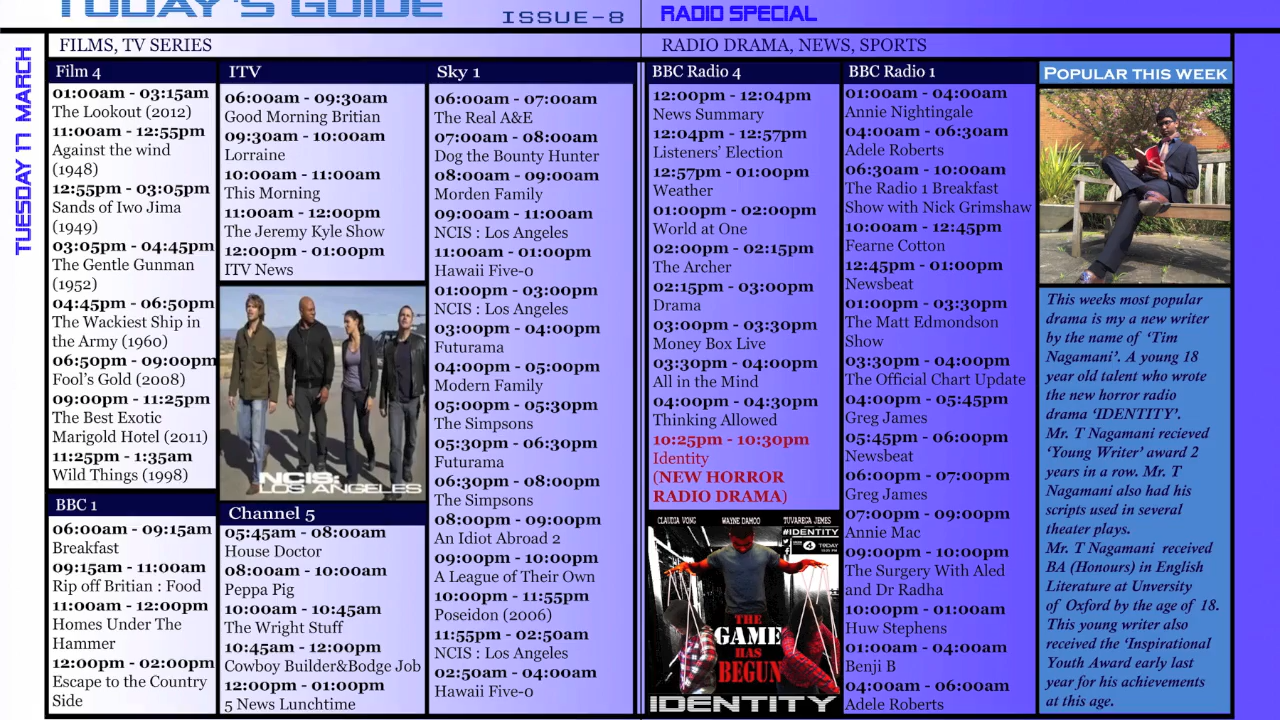 TODAY'S GUIDE
ISSUE-8
RADIO SPECIAL
TUESDAY 17 MARCH
FILMS, TV SERIES
RADIO DRAMA, NEWS, SPORTS
Film 4
01:00am - 03:15am
The Lookout (2012)
11:00am - 12:55pm
Against the wind
(1948)
12:55pm - 03:05pm
Sands of Iwo Jima
(1949)
03:05pm - 04:45pm
The Gentle Gunman
(1952)
04:45pm - 06:50pm
The Wackiest Ship in
the Army (1960)
06:50pm - 09:00pm
Fool's Gold (2008)
09:00pm - 11:25pm
The Best Exotic
Marigold Hotel (2011)
11:25pm - 1:35am
Wild Things (1998)
BBC 1
06:00am - 09:15am
Breakfast
09:15am - 11:00am
Rip off Britian : Food
11:00am - 12:00pm
Homes Under The
Hammer
12:00pm - 02:00pm
Escape to the Country
Side
ITV
06:00am - 09:30am
Good Morning Britian
09:30am - 10:00am
Lorraine
10:00am - 11:00am
This Morning
11:00am - 12:00pm
The Jeremy Kyle Show
12:00pm - 01:00pm
ITV News
NCIS:
LOS ANGELES
Channel 5
05:45am - 08:00am
House Doctor
08:00am - 10:00am
Peppa Pig
10:00am - 10:45am
The Wright Stuff
10:45am - 12:00pm
Cowboy Builder&Bodge Job
12:00pm - 01:00pm
5 News Lunchtime
Sky 1
06:00am - 07:00am
The Real A&E
07:00am - 08:00am
Dog the Bounty Hunter
08:00am - 09:00am
Morden Family
09:00am - 11:00am
NCIS : Los Angeles
11:00am - 01:00pm
Hawaii Five-0
01:00pm - 03:00pm
NCIS : Los Angeles
03:00pm - 04:00pm
Futurama
04:00pm - 05:00pm
Modern Family
05:00pm - 05:30pm
The Simpsons
05:30pm - 06:30pm
Futurama
06:30pm - 08:00pm
The Simpsons
08:00pm - 09:00pm
An Idiot Abroad 2
09:00pm - 10:00pm
A League of Their Own
10:00pm - 11:55pm
Poseidon (2006)
11:55pm - 02:50am
NCIS : Los Angeles
02:50am - 04:00am
Hawaii Five-0
BBC Radio 4
12:00pm - 12:04pm
News Summary
12:04pm - 12:57pm
Listeners' Election
12:57pm - 01:00pm
Weather
01:00pm - 02:00pm
World at One
02:00pm - 02:15pm
The Archer
02:15pm - 03:00pm
Drama
03:00pm - 03:30pm
Money Box Live
03:30pm - 04:00pm
All in the Mind
04:00pm - 04:30pm
Thinking Allowed
10:25pm - 10:30pm
Identity
(NEW HORROR
RADIO DRAMA)
CLAUDIA VONG WAYNE DAMOO TUVAREGA JEMES
#IDENTITY
4 TODAY
THE
GAME
HAS
BEGUN
IDENTITY
BBC Radio 1
01:00am - 04:00am
Annie Nightingale
04:00am - 06:30am
Adele Roberts
06:30am - 10:00am
The Radio 1 Breakfast
Show with Nick Grimshaw
10:00am - 12:45pm
Fearne Cotton
12:45pm - 01:00pm
Newsbeat
01:00pm - 03:30pm
The Matt Edmondson
Show
03:30pm - 04:00pm
The Official Chart Update
04:00pm - 05:45pm
Greg James
05:45pm - 06:00pm
Newsbeat
06:00pm - 07:00pm
Greg James
07:00pm - 09:00pm
Annie Mac
09:00pm - 10:00pm
The Surgery With Aled
and Dr Radha
10:00pm - 01:00am
Huw Stephens
01:00am - 04:00am
Benji B
04:00am - 06:00am
Adele Roberts
POPULAR THIS WEEK
This weeks most popular
drama is my a new writer
by the name of 'Tim
Nagamani'. A young 18
year old talent who wrote
the new horror radio
drama 'IDENTITY'.
Mr. T Nagamani recieved
'Young Writer' award 2
years in a row. Mr. T
Nagamani also had his
scripts used in several
theater plays.
Mr. T Nagamani received
BA (Honours) in English
Literature at Unversity
of Oxford by the age of 18.
This young writer also
received the 'Inspirational
Youth Award early last
year for his achievements
at this age.